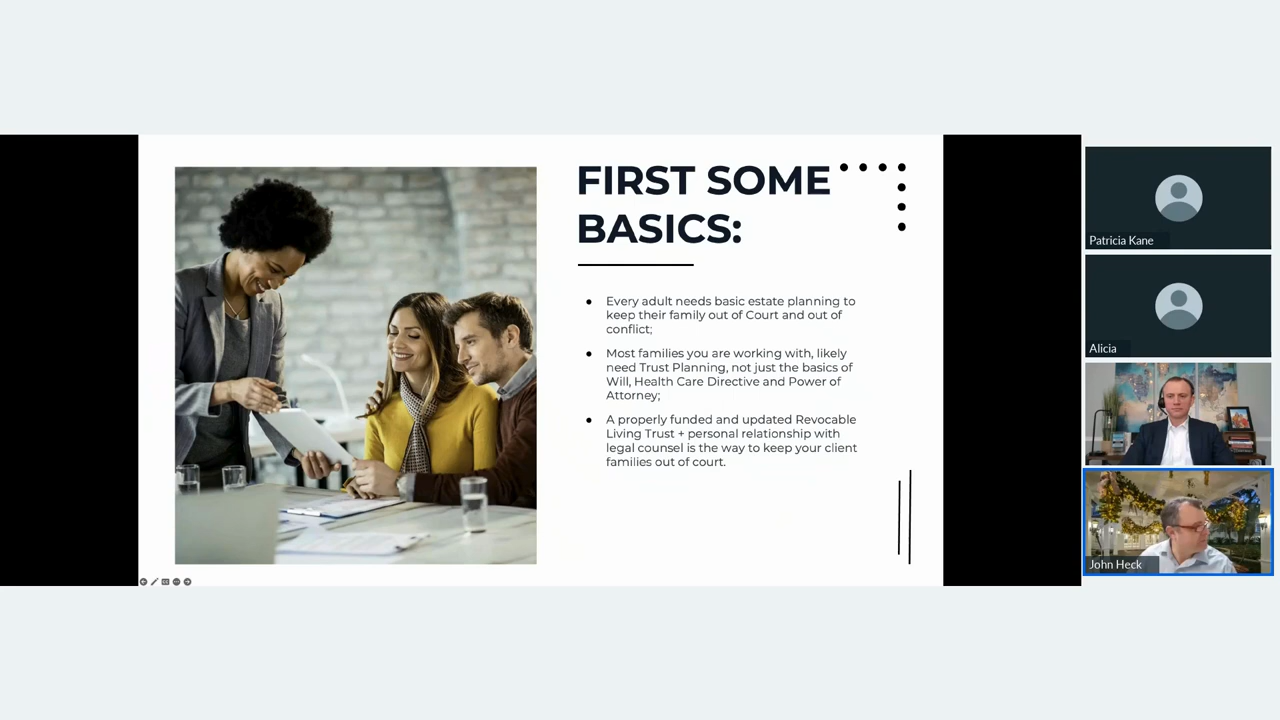 FIRST SOME
BASICS:
● Every adult needs basic estate planning to
keep their family out of Court and out of
conflict;
● Most families you are working with, likely
need Trust Planning, not just the basics of
Will, Health Care Directive and Power of
Attorney;
● A properly funded and updated Revocable
Living Trust + personal relationship with
legal counsel is the way to keep your client
families out of court.
Patricia Kane
Alicia
John Heck